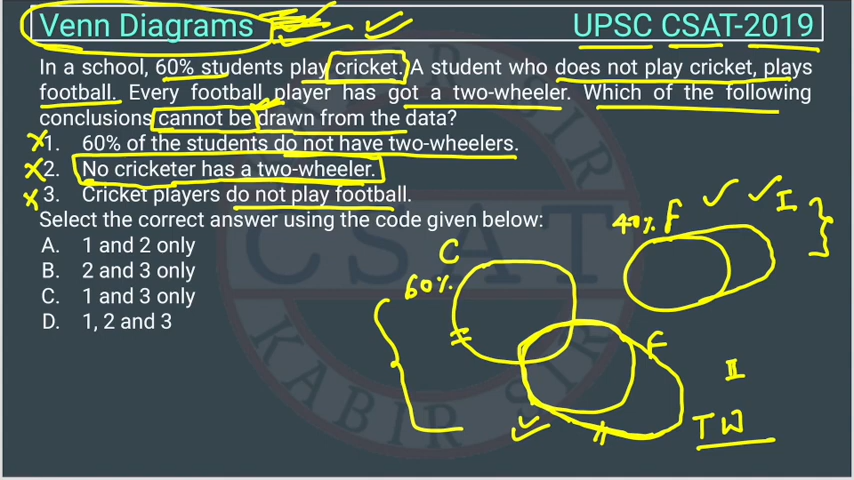 Venn Diagrams UPSC CSAT-2019
In a school, 60% students play cricket. A student who does not play cricket, plays
football. Every football player has got a two-wheeler. Which of the following
conclusions cannot be drawn from the data?
1. 60% of the students do not have two-wheelers.
2. No cricketer has a two-wheeler.
3. Cricket players do not play football.
Select the correct answer using the code given below:
A. 1 and 2 only
B. 2 and 3 only
C. 1 and 3 only
D. 1, 2 and 3
40% F I
C
60%
F
II
TW
CSAT
KABIR SIR